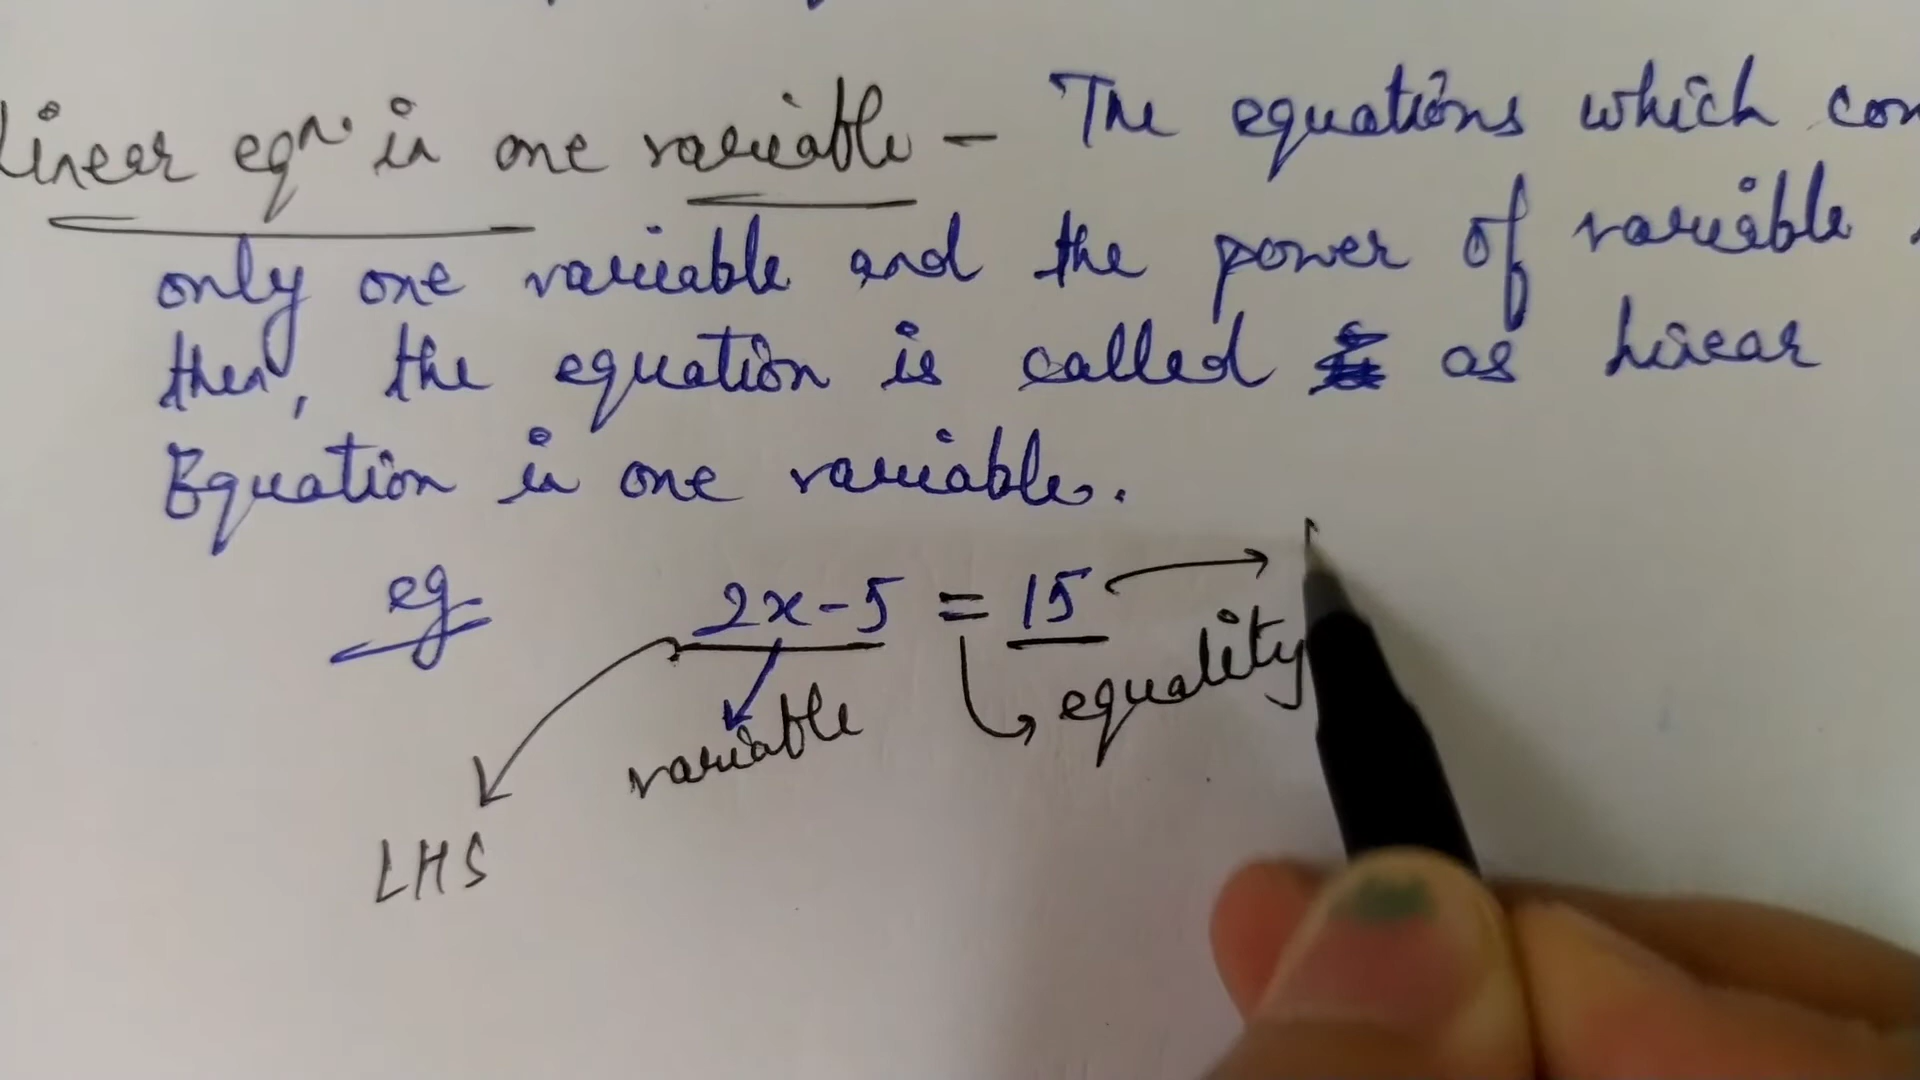 Linear eqn. in one variable – The equations which con
only one variable and the power of variable
then, the equation is called as linear
Equation in one variable.
eg 2x-5 = 15
variable
equality
LHS